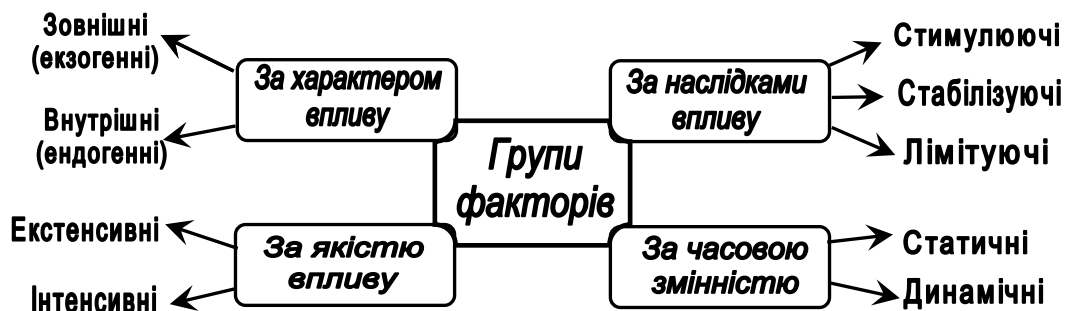 Зовнішні
(екзогенні)
Внутрішні
(ендогенні)
За характером
впливу
За наслідками
впливу
Стимулюючі
Стабілізуючі
Лімітуючі
Групи
факторів
Екстенсивні
Інтенсивні
За якістю
впливу
За часовою
змінністю
Статичні
Динамічні